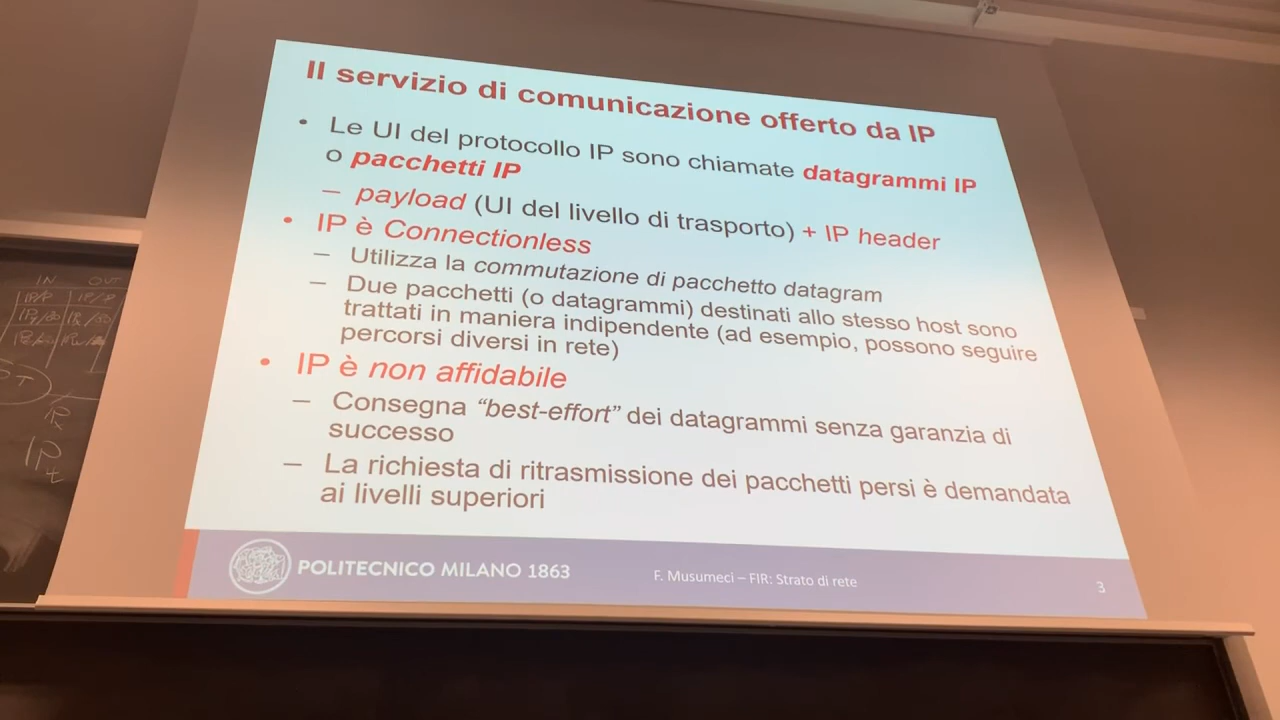 Il servizio di comunicazione offerto da IP
• Le UI del protocollo IP sono chiamate datagrammi IP
o pacchetti IP
– payload (UI del livello di trasporto) + IP header
• IP è Connectionless
– Utilizza la commutazione di pacchetto datagram
– Due pacchetti (o datagrammi) destinati allo stesso host sono
trattati in maniera indipendente (ad esempio, possono seguire
percorsi diversi in rete)
• IP è non affidabile
– Consegna “best-effort” dei datagrammi senza garanzia di
successo
– La richiesta di ritrasmissione dei pacchetti persi è demandata
ai livelli superiori
POLITECNICO MILANO 1863
F. Musumeci – FIR: Strato di rete
3
IN OUT